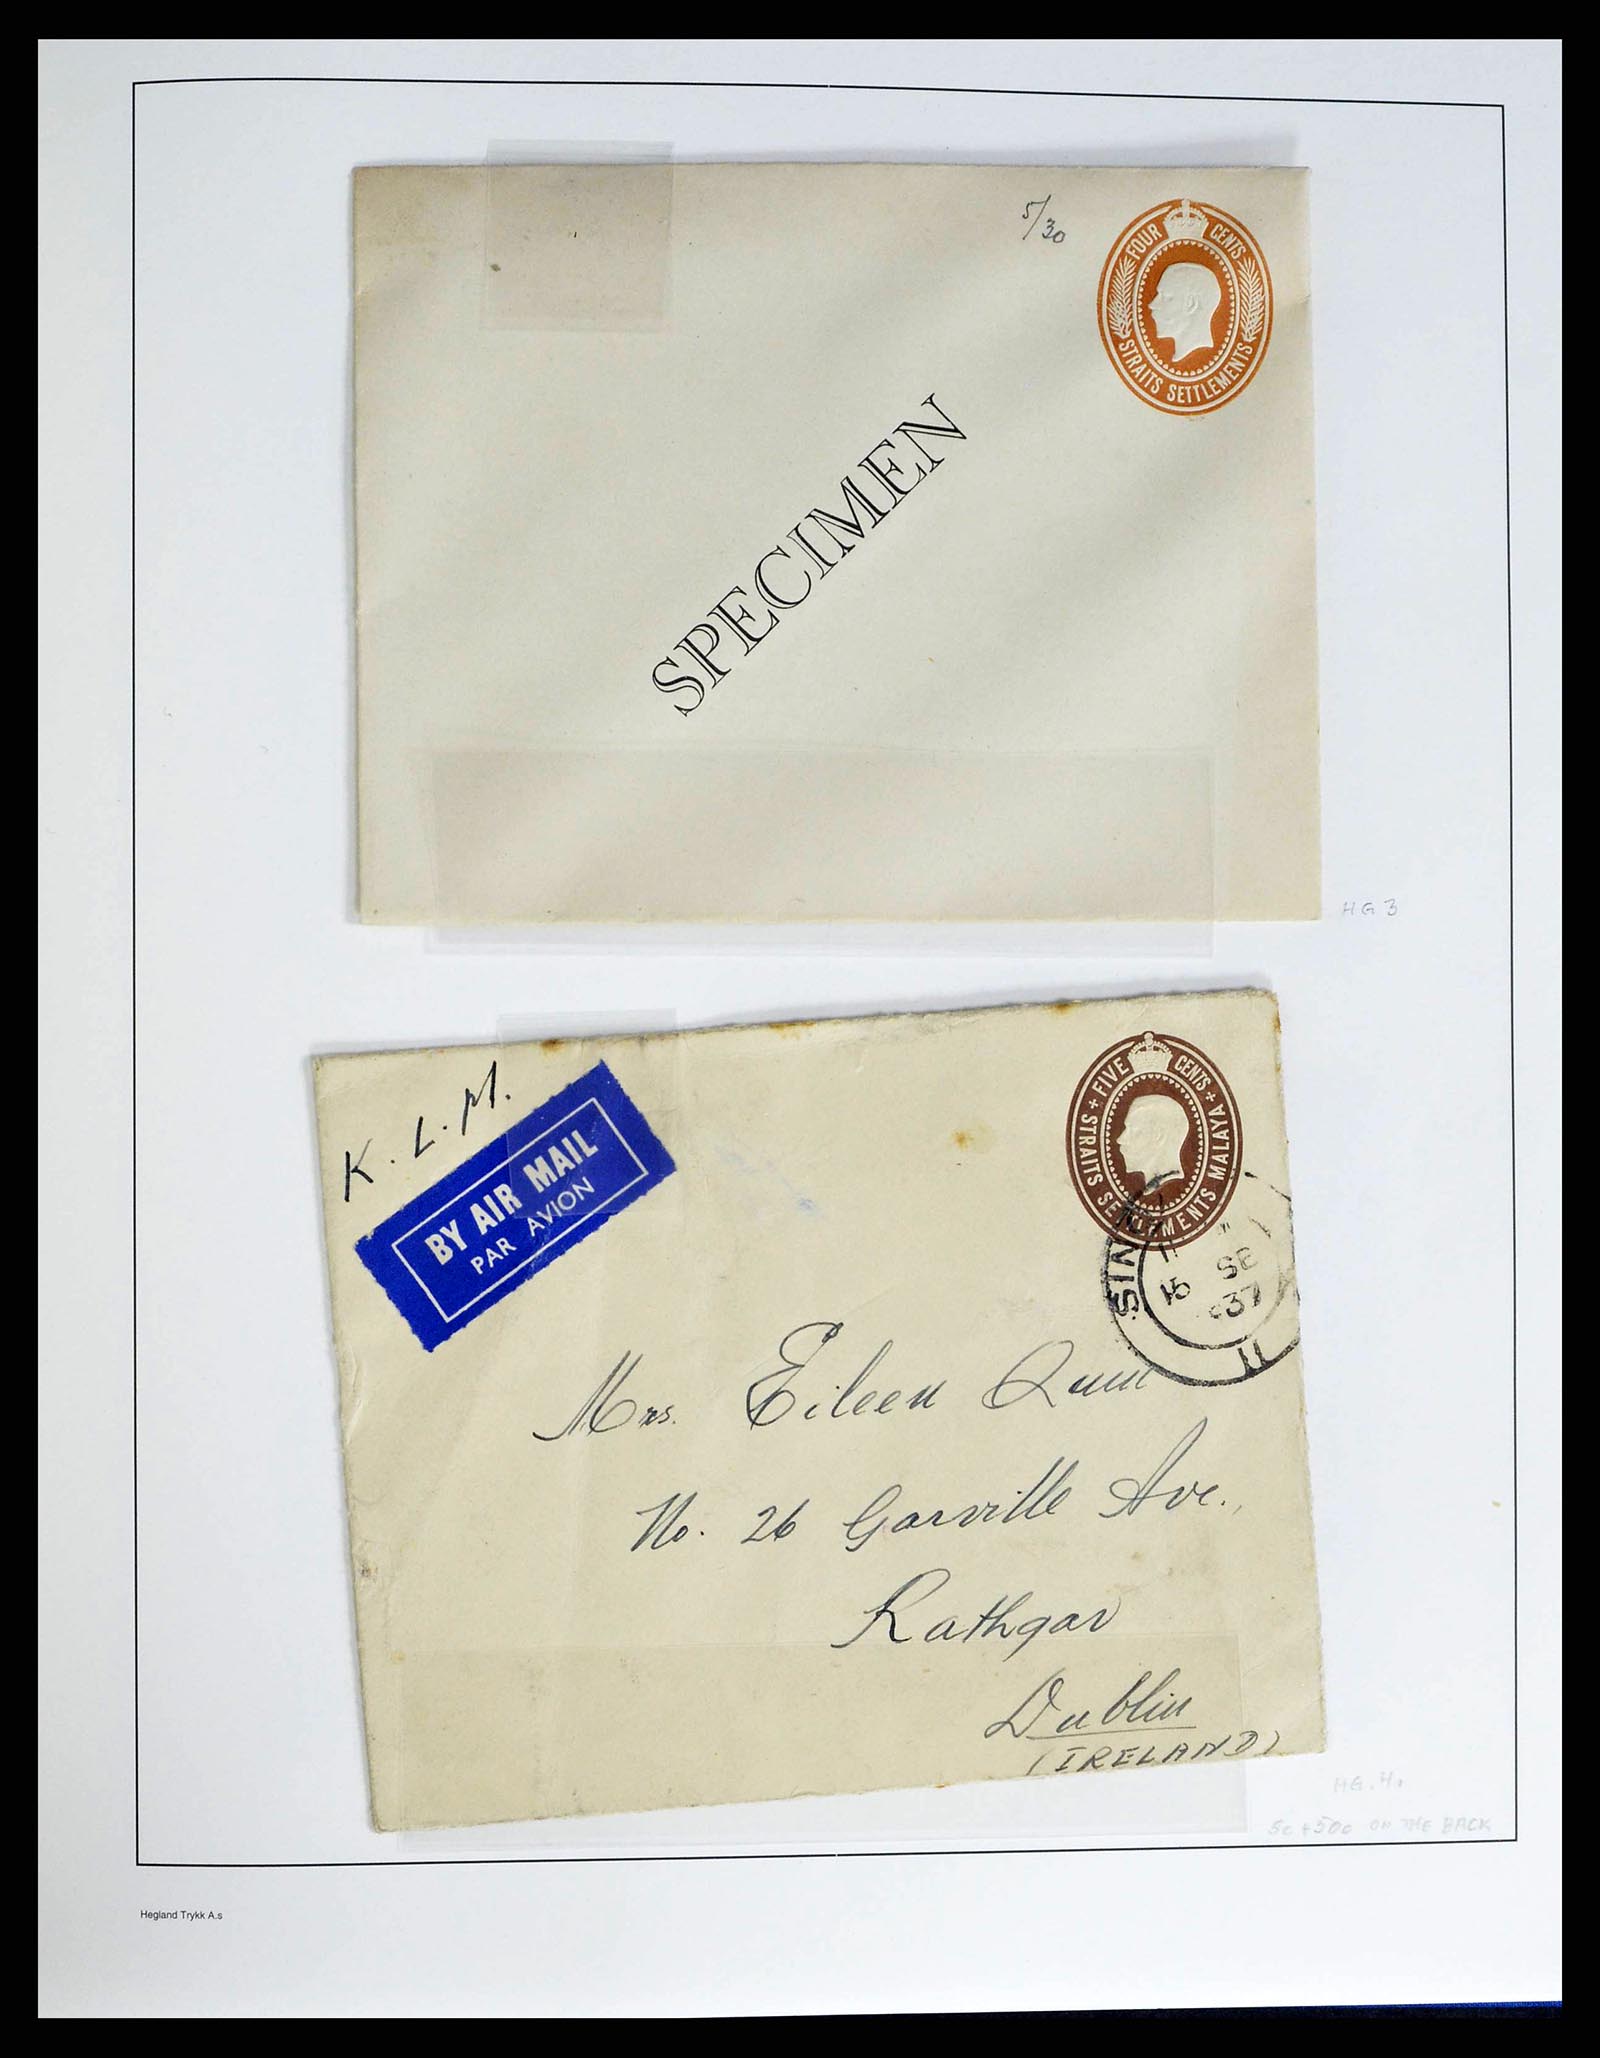 5/30
FOUR CENTS
STRAITS SETTLEMENTS
SPECIMEN
HG 3
K.L.M.
BY AIR MAIL
PAR AVION
FIVE CENTS
STRAITS SETTLEMENTS MALAYA
15 SE
37
Mrs. Eileen Quin
No. 26 Garville Ave.,
Rathgar
Dublin
(IRELAND)
HG. 4.
5c + 50c ON THE BACK
Hegland Trykk A.s